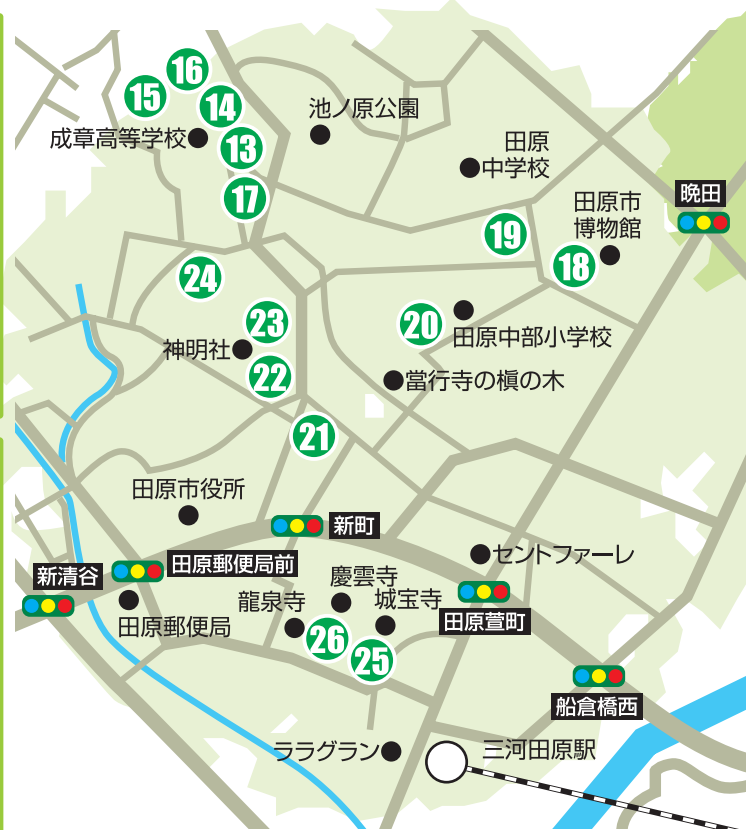 16
15
14
成章高等学校
13
17
池ノ原公園
田原
中学校
田原市
博物館
晩田
19
18
24
23
神明社
22
20
田原中部小学校
當行寺の槇の木
21
田原市役所
新町
田原郵便局前
新清谷
田原郵便局
セントファーレ
慶雲寺
龍泉寺
城宝寺
26
25
田原萱町
船倉橋西
ララグラン
三河田原駅